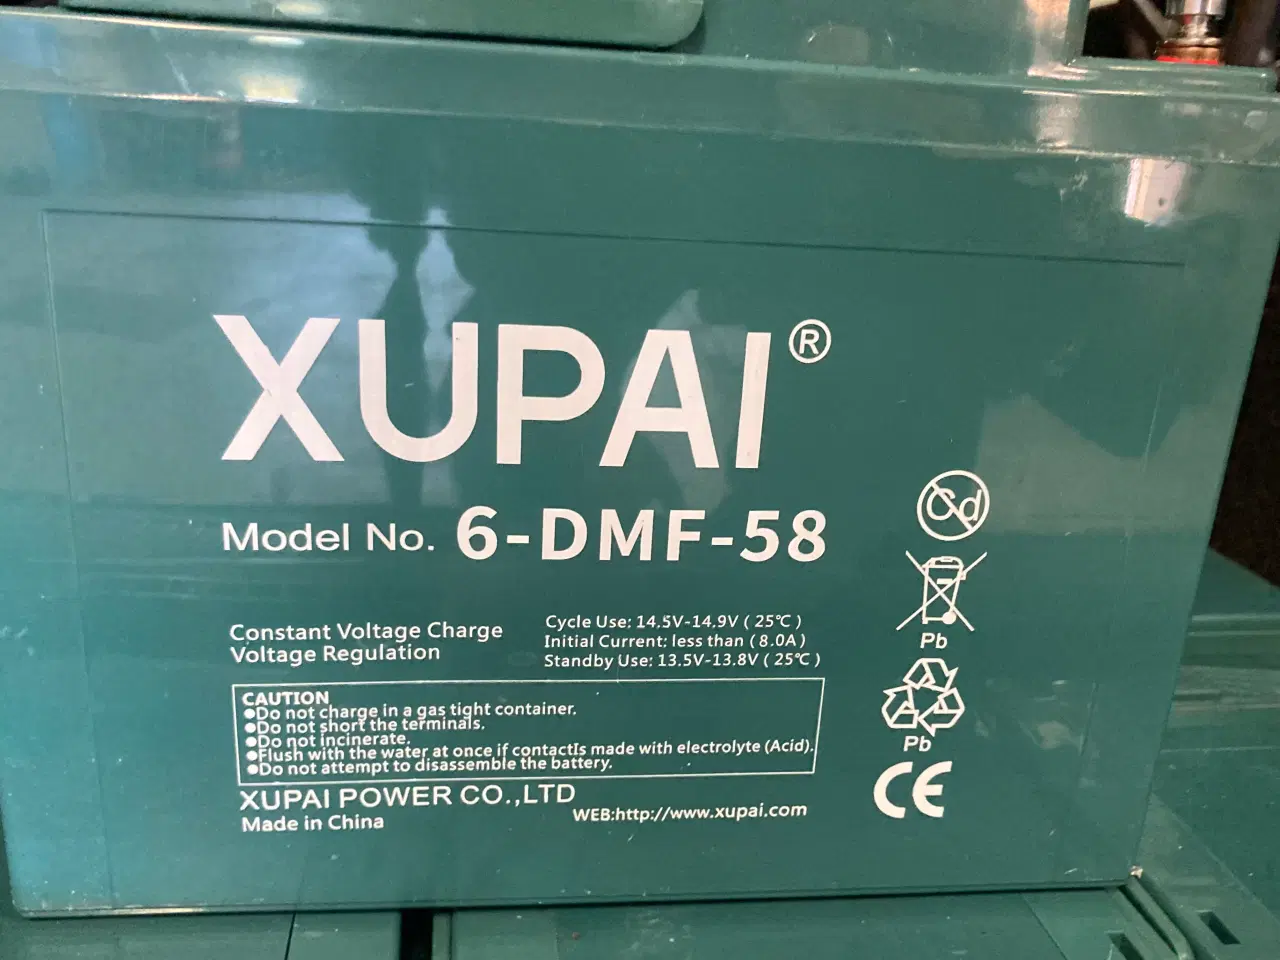 XUPAI®
Model No. 6-DMF-58
Constant Voltage Charge
Voltage Regulation
Cycle Use: 14.5V-14.9V ( 25℃ )
Initial Current: less than ( 8.0A )
Standby Use: 13.5V-13.8V ( 25℃ )
CAUTION
●Do not charge in a gas tight container.
●Do not short the terminals.
●Do not incinerate.
●Flush with the water at once if contactIs made with electrolyte (Acid).
●Do not attempt to disassemble the battery.
XUPAI POWER CO.,LTD
Made in China
WEB:http://www.xupai.com
Cd
Pb
Pb
CE